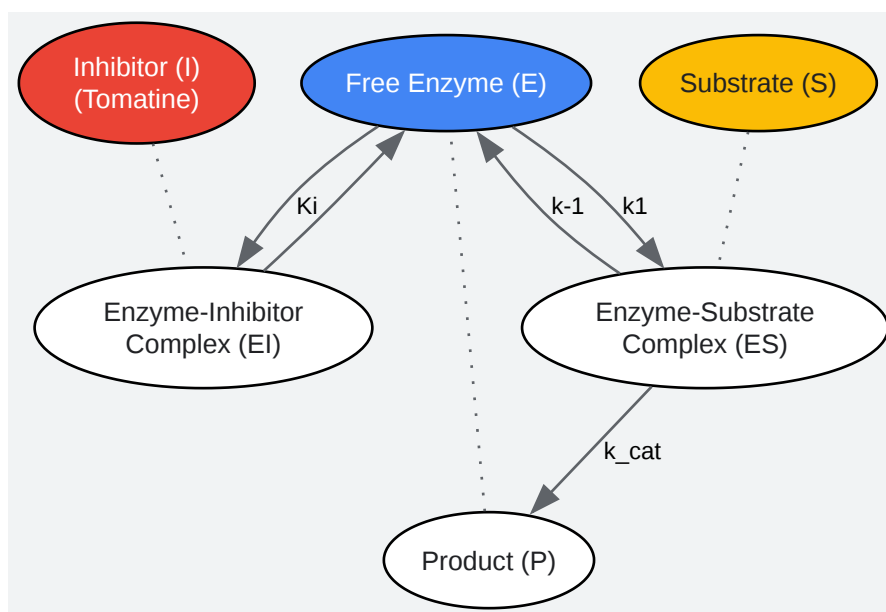 Inhibitor (I)
(Tomatine)
Free Enzyme (E)
Substrate (S)
Ki
k-1
k1
Enzyme-Inhibitor
Complex (EI)
Enzyme-Substrate
Complex (ES)
k_cat
Product (P)